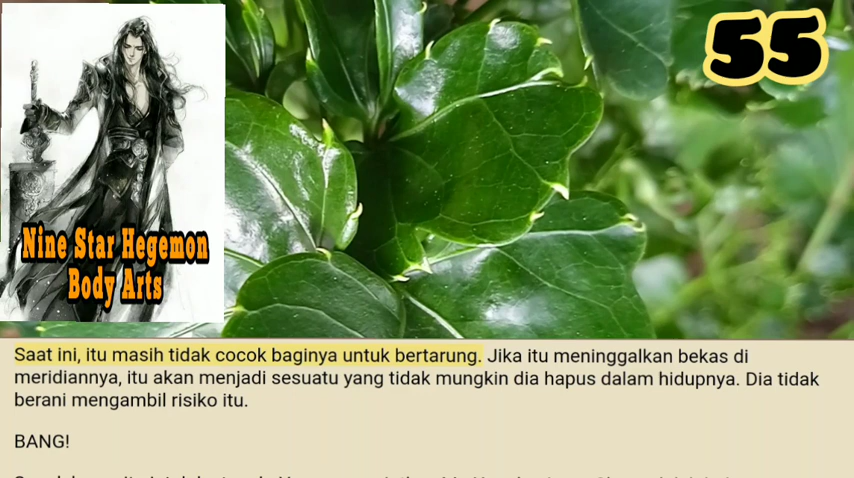 55
Nine Star Hegemon
Body Arts
Saat ini, itu masih tidak cocok baginya untuk bertarung. Jika itu meninggalkan bekas di
meridiannya, itu akan menjadi sesuatu yang tidak mungkin dia hapus dalam hidupnya. Dia tidak
berani mengambil risiko itu.
BANG!